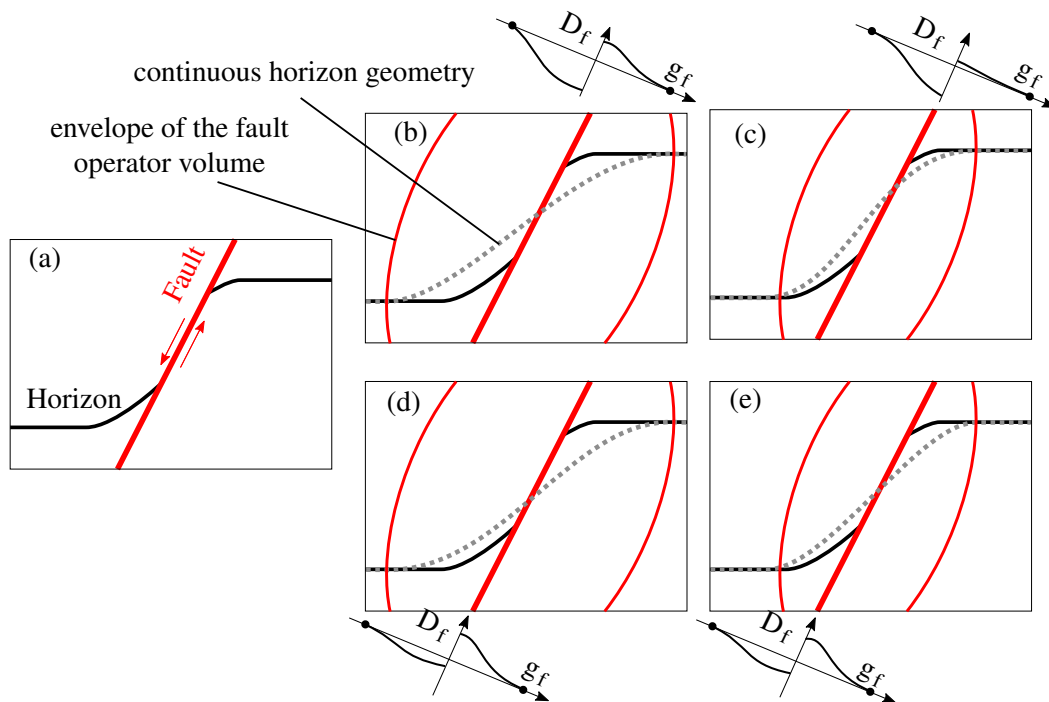 D_f
g_f
D_f
g_f
continuous horizon geometry
envelope of the fault
operator volume
(b)
(c)
(a)
Fault
Horizon
(d)
(e)
D_f
g_f
D_f
g_f